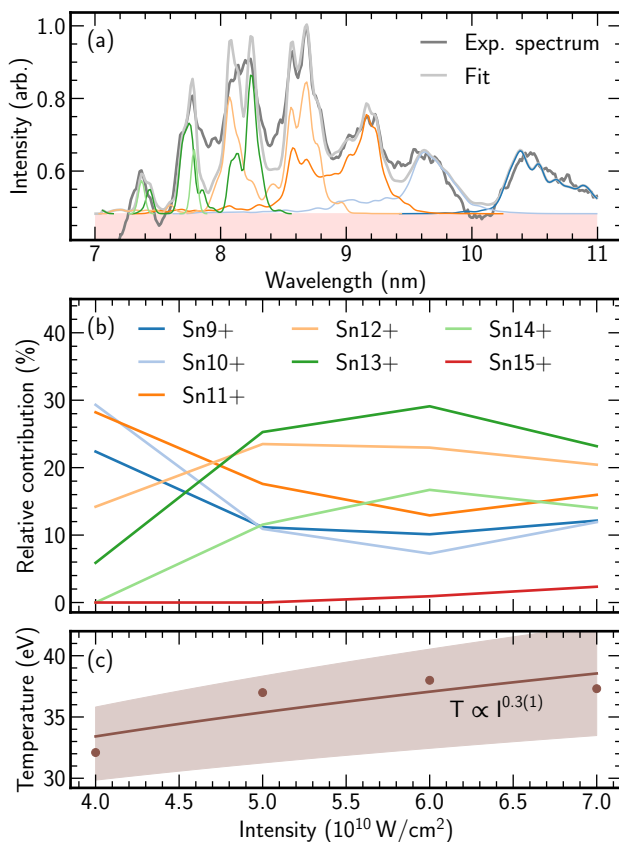 (a)
Exp. spectrum
Fit
Intensity (arb.)
1.0
0.8
0.6
7 8 9 10 11
Wavelength (nm)
(b)
Sn9+ Sn12+ Sn14+
Sn10+ Sn13+ Sn15+
Sn11+
Relative contribution (%)
40
30
20
10
0
(c)
Temperature (eV)
40
35
30
T ∝ I^0.3(1)
4.0 4.5 5.0 5.5 6.0 6.5 7.0
Intensity (10^10 W/cm²)